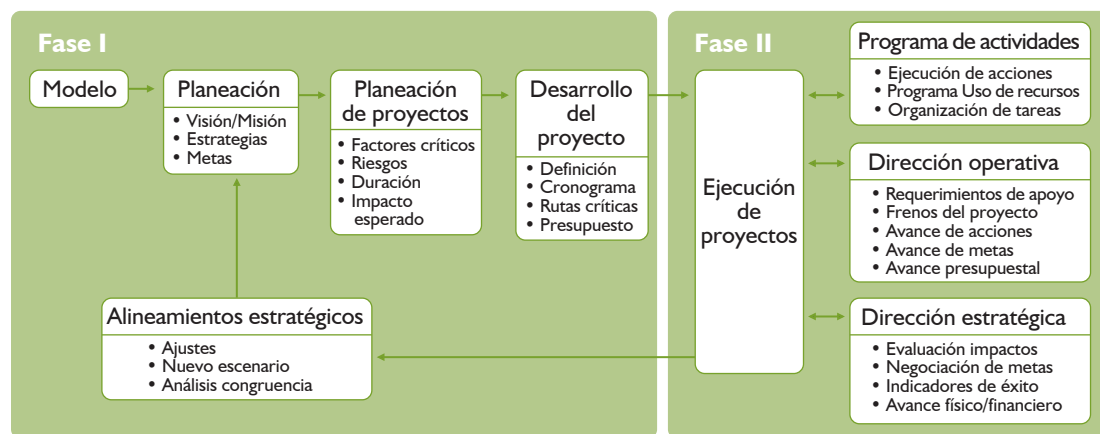 Fase I
Modelo
Planeación
• Visión/Misión
• Estrategias
• Metas
Planeación
de proyectos
• Factores críticos
• Riesgos
• Duración
• Impacto
esperado
Desarrollo
del
proyecto
• Definición
• Cronograma
• Rutas críticas
• Presupuesto
Alineamientos estratégicos
• Ajustes
• Nuevo escenario
• Análisis congruencia
Fase II
Ejecución
de
proyectos
Programa de actividades
• Ejecución de acciones
• Programa Uso de recursos
• Organización de tareas
Dirección operativa
• Requerimientos de apoyo
• Frenos del proyecto
• Avance de acciones
• Avance de metas
• Avance presupuestal
Dirección estratégica
• Evaluación impactos
• Negociación de metas
• Indicadores de éxito
• Avance físico/financiero